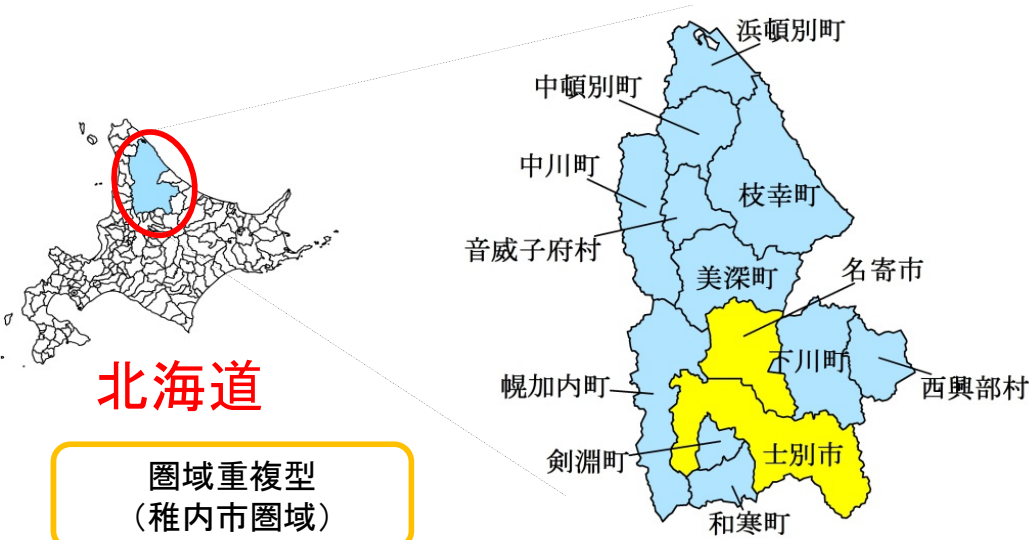 浜頓別町
中頓別町
中川町
枝幸町
音威子府村
美深町
名寄市
下川町
幌加内町
西興部村
剣淵町
士別市
和寒町
北海道
圏域重複型
（稚内市圏域）